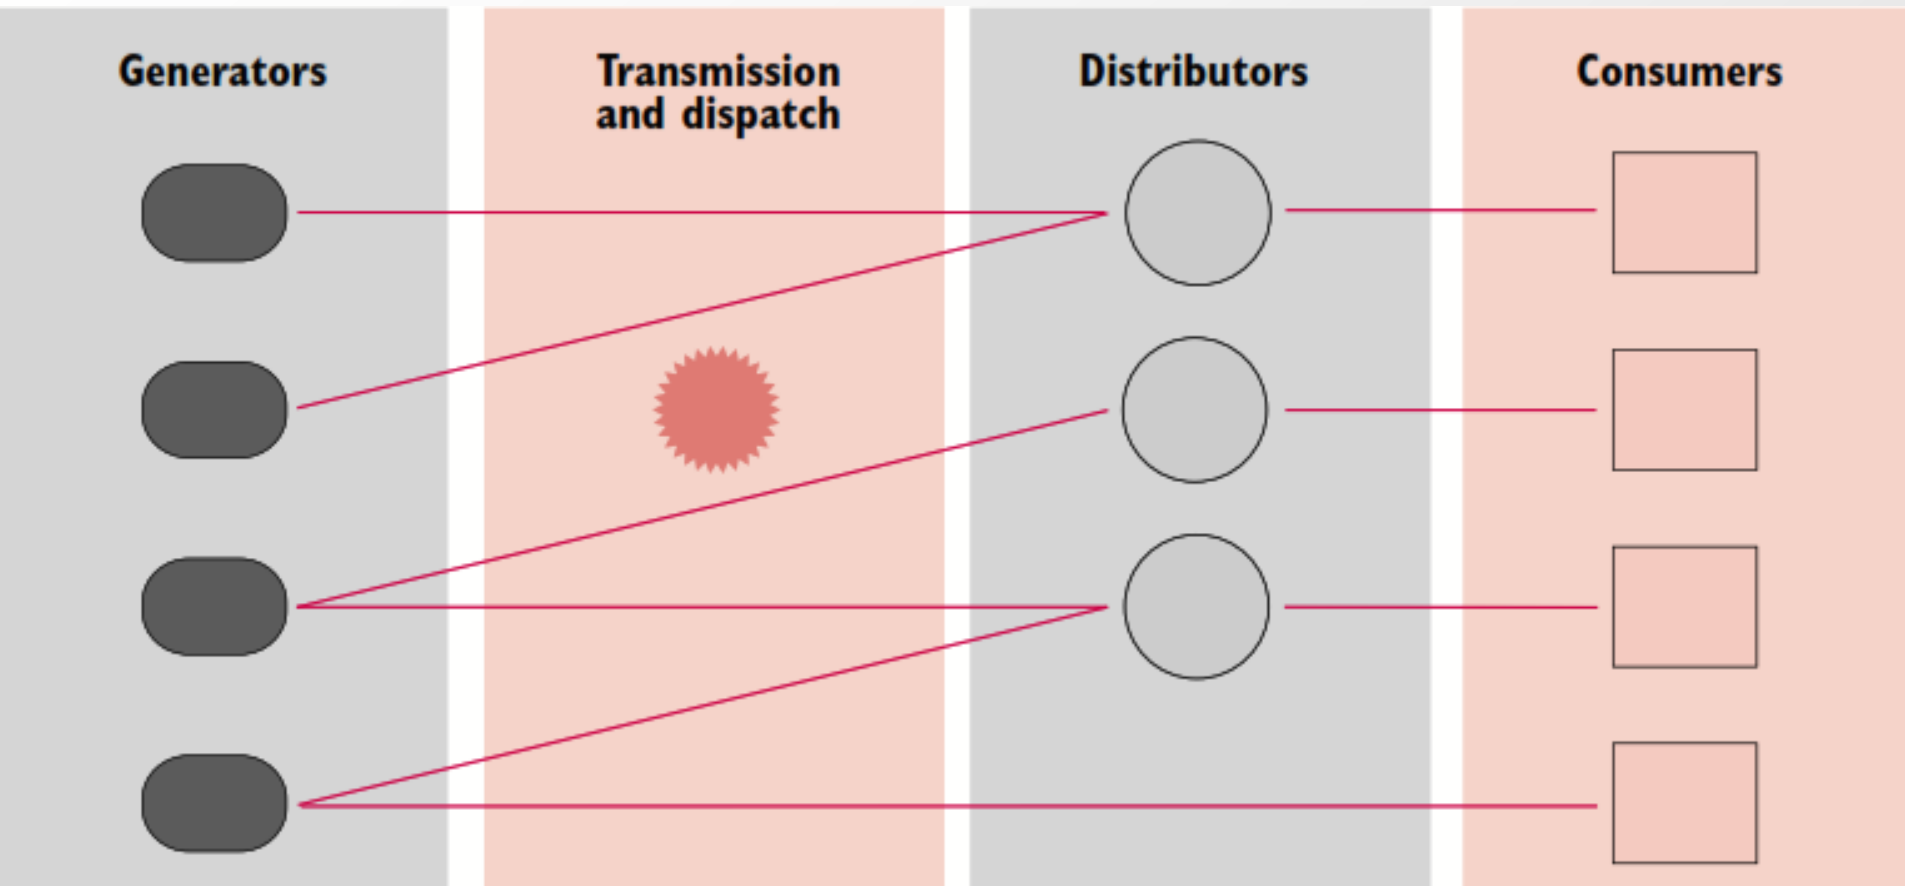 Generators
Transmission
and dispatch
Distributors
Consumers